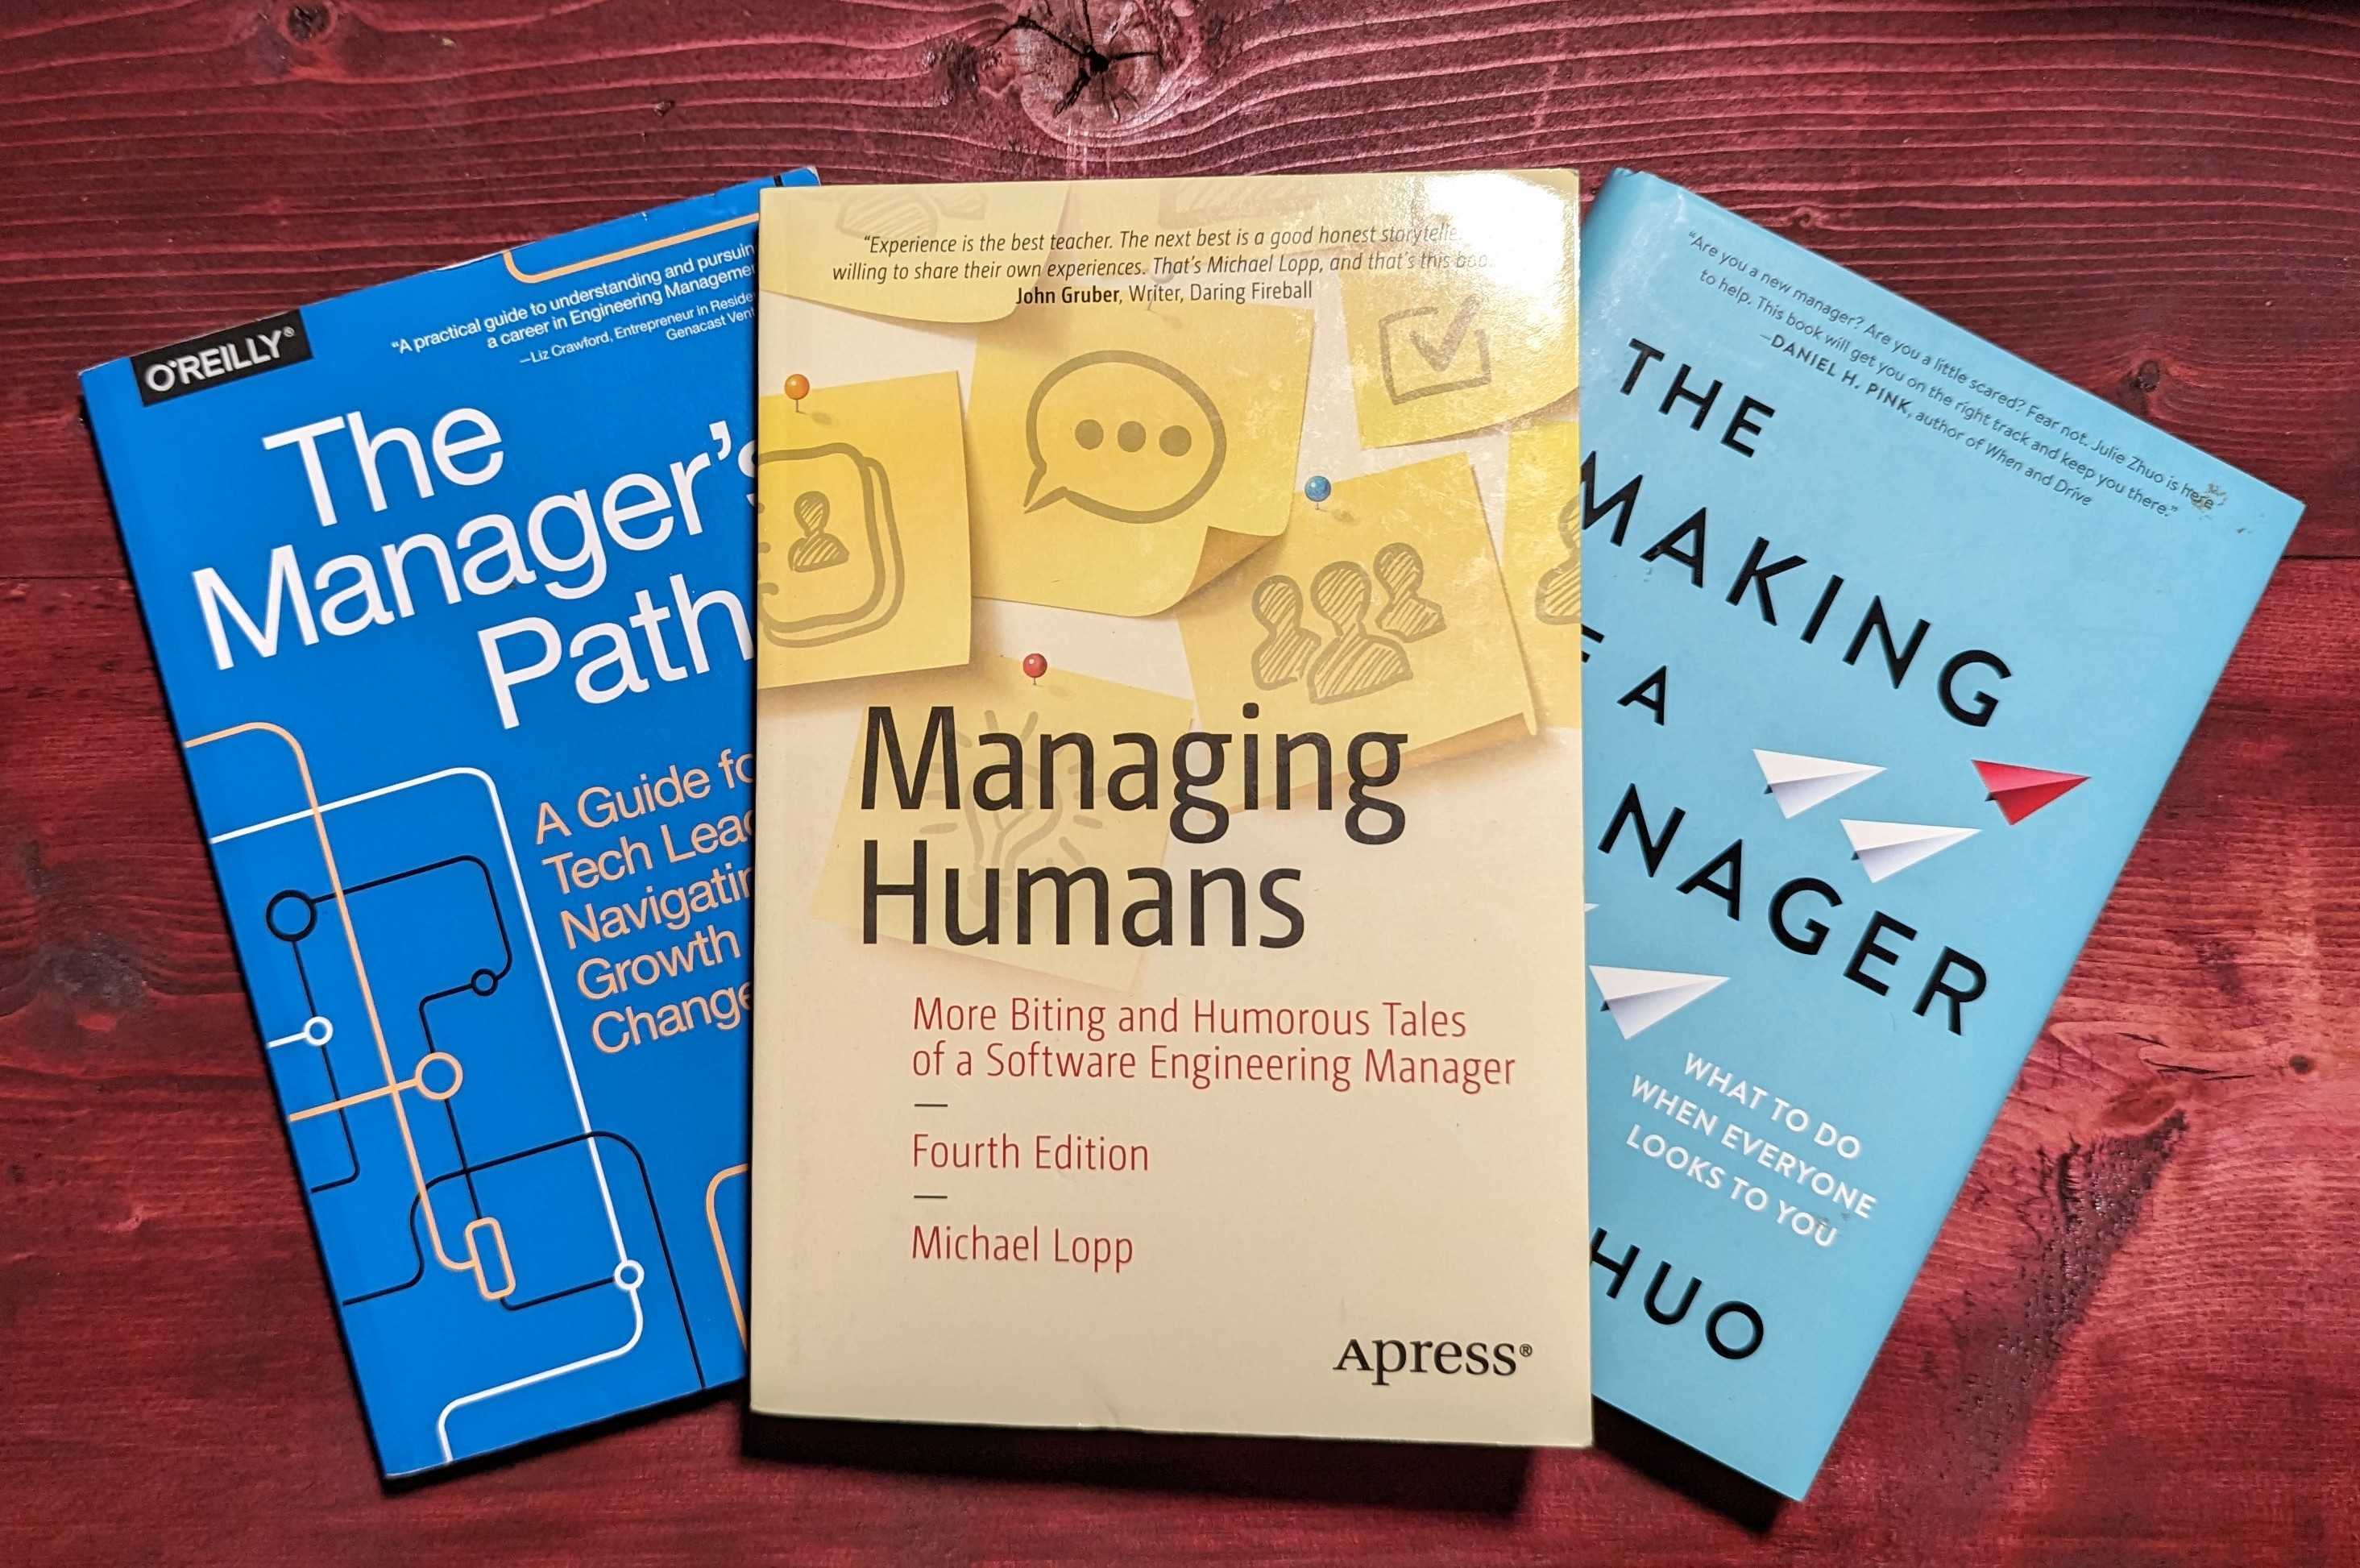 O'REILLY®
"A practical guide to understanding and pursuin
a career in Engineering Manageme
—Liz Crawford, Entrepreneur in Reside
Genacast Vent
The
Manager's
Path
A Guide fo
Tech Lead
Navigatin
Growth
Change
"Experience is the best teacher. The next best is a good honest storytelle
willing to share their own experiences. That's Michael Lopp, and that's this boo
John Gruber, Writer, Daring Fireball
Managing
Humans
More Biting and Humorous Tales
of a Software Engineering Manager
—
Fourth Edition
—
Michael Lopp
Apress®
"Are you a new manager? Are you a little scared? Fear not. Julie Zhuo is here
to help. This book will get you on the right track and keep you there."
—DANIEL H. PINK, author of When and Drive
THE
MAKING
F A
NAGER
WHAT TO DO
WHEN EVERYONE
LOOKS TO YOU
HUO